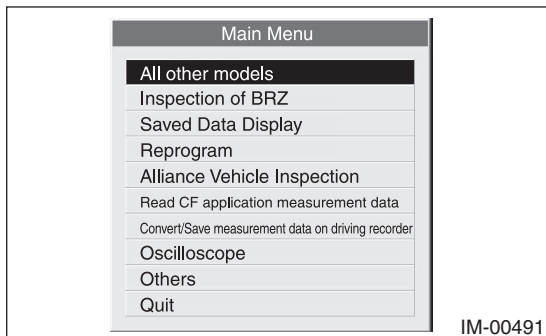 Main Menu
All other models
Inspection of BRZ
Saved Data Display
Reprogram
Alliance Vehicle Inspection
Read CF application measurement data
Convert/Save measurement data on driving recorder
Oscilloscope
Others
Quit
IM-00491